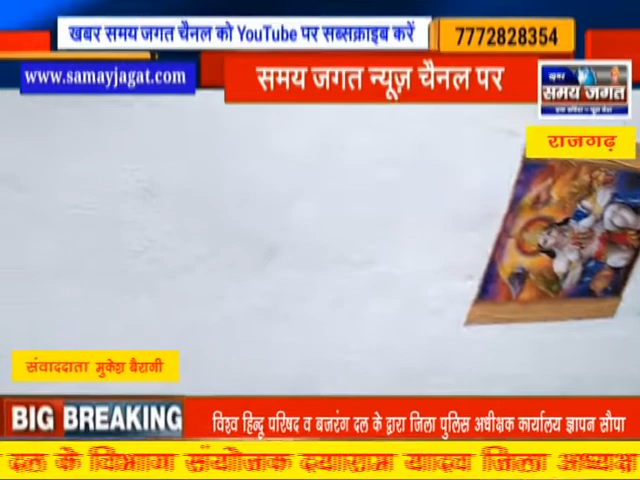 खबर समय जगत चैनल को YouTube पर सब्सक्राइब करें
7772828354
www.samayjagat.com
समय जगत न्यूज़ चैनल पर
समय जगत
राजगढ़
संवाददाता मुकेश बैरागी
BIG BREAKING
विश्व हिन्दू परिषद व बजरंग दल के द्वारा जिला पुलिस अधीक्षक कार्यालय ज्ञापन सौपा
दल के विभाग संयोजक दयाराम यादव जिला अध्यक्ष